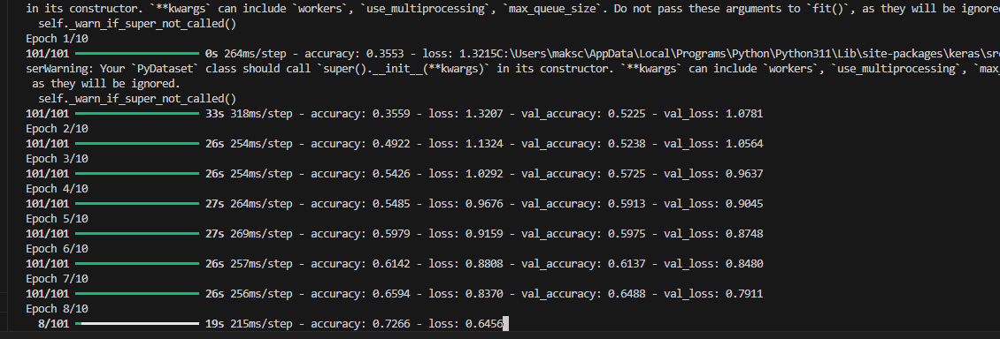 in its constructor. `**kwargs` can include `workers`, `use_multiprocessing`, `max_queue_size`. Do not pass these arguments to `fit()`, as they will be ignore
self._warn_if_super_not_called()
Epoch 1/10
101/101 0s 264ms/step - accuracy: 0.3553 - loss: 1.3215C:\Users\maksc\AppData\Local\Programs\Python\Python311\Lib\site-packages\keras\sr
serWarning: Your `PyDataset` class should call `super().__init__(**kwargs)` in its constructor. `**kwargs` can include `workers`, `use_multiprocessing`, `max_
as they will be ignored.
self._warn_if_super_not_called()
101/101 33s 318ms/step - accuracy: 0.3559 - loss: 1.3207 - val_accuracy: 0.5225 - val_loss: 1.0781
Epoch 2/10
101/101 26s 254ms/step - accuracy: 0.4922 - loss: 1.1324 - val_accuracy: 0.5238 - val_loss: 1.0564
Epoch 3/10
101/101 26s 254ms/step - accuracy: 0.5426 - loss: 1.0292 - val_accuracy: 0.5725 - val_loss: 0.9637
Epoch 4/10
101/101 27s 264ms/step - accuracy: 0.5485 - loss: 0.9676 - val_accuracy: 0.5913 - val_loss: 0.9045
Epoch 5/10
101/101 27s 269ms/step - accuracy: 0.5979 - loss: 0.9159 - val_accuracy: 0.5975 - val_loss: 0.8748
Epoch 6/10
101/101 26s 257ms/step - accuracy: 0.6142 - loss: 0.8808 - val_accuracy: 0.6137 - val_loss: 0.8480
Epoch 7/10
101/101 26s 256ms/step - accuracy: 0.6594 - loss: 0.8370 - val_accuracy: 0.6488 - val_loss: 0.7911
Epoch 8/10
8/101 19s 215ms/step - accuracy: 0.7266 - loss: 0.6456